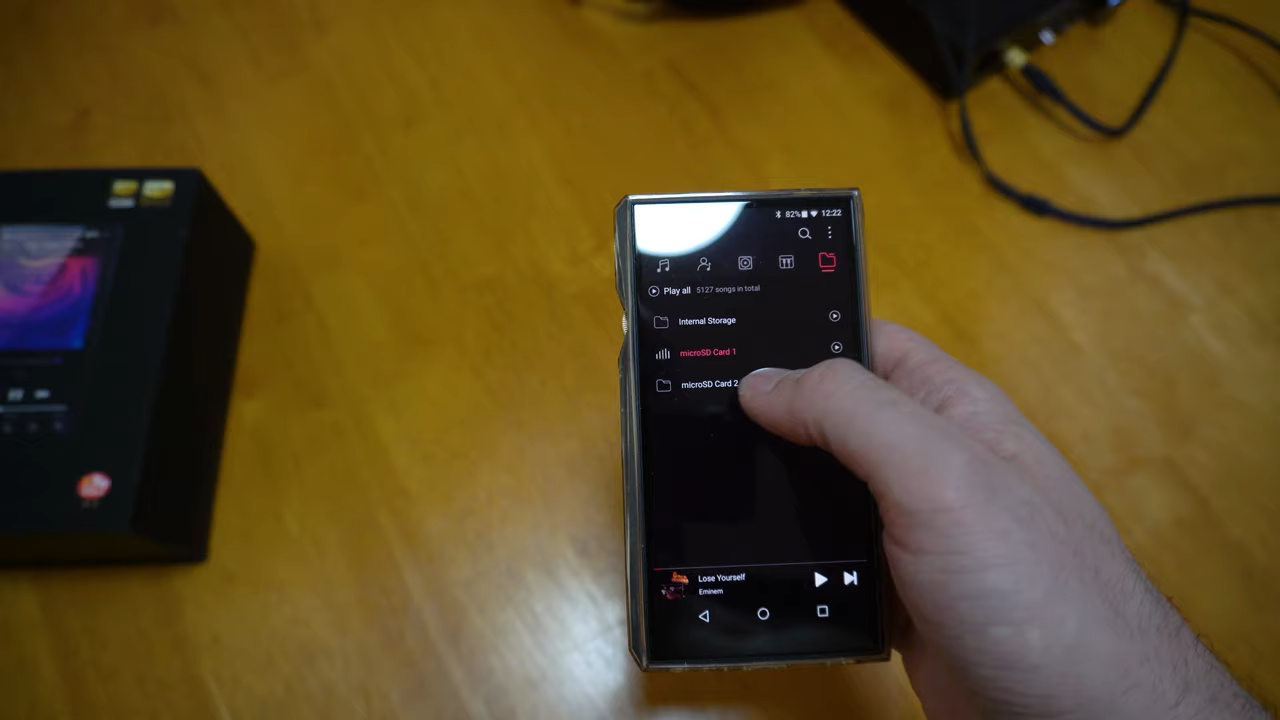 82% 12:22
Play all 5127 songs in total
Internal Storage
microSD Card 1
microSD Card 2
Lose Yourself
Eminem